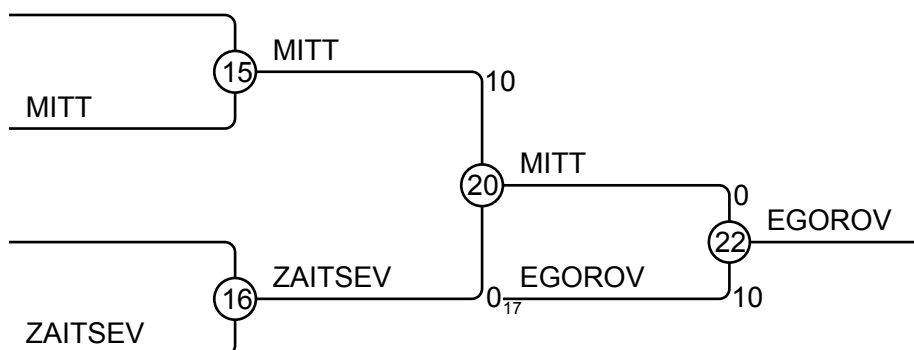 15 MITT
10
MITT
20 MITT
0
22 EGOROV
16 ZAITSEV
0 17 EGOROV
10
ZAITSEV